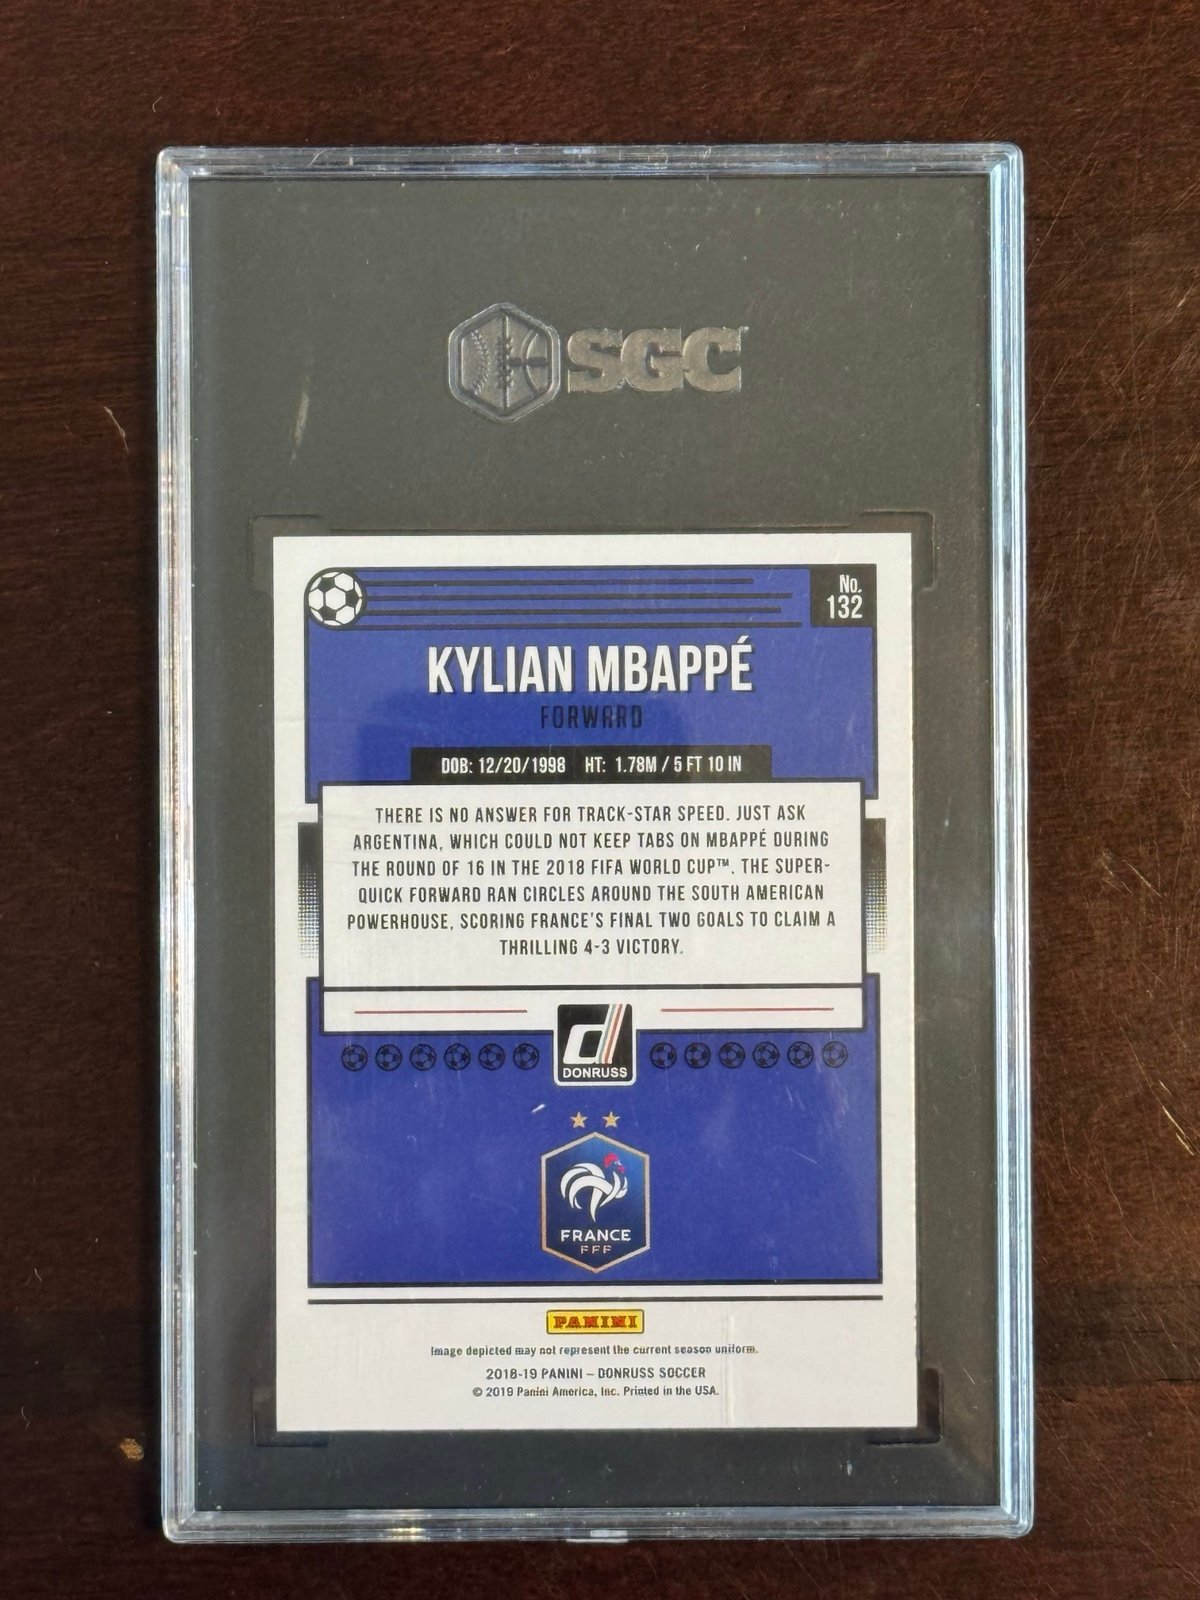 SGC
No.
132
KYLIAN MBAPPÉ
FORWARD
DOB: 12/20/1998 HT: 1.78M / 5 FT 10 IN
THERE IS NO ANSWER FOR TRACK-STAR SPEED. JUST ASK
ARGENTINA, WHICH COULD NOT KEEP TABS ON MBAPPÉ DURING
THE ROUND OF 16 IN THE 2018 FIFA WORLD CUP™. THE SUPER-
QUICK FORWARD RAN CIRCLES AROUND THE SOUTH AMERICAN
POWERHOUSE, SCORING FRANCE'S FINAL TWO GOALS TO CLAIM A
THRILLING 4-3 VICTORY.
d
DONRUSS
FRANCE
FFF
PANINI
Image depicted may not represent the current season uniform.
2018-19 PANINI – DONRUSS SOCCER
© 2019 Panini America, Inc. Printed in the USA.